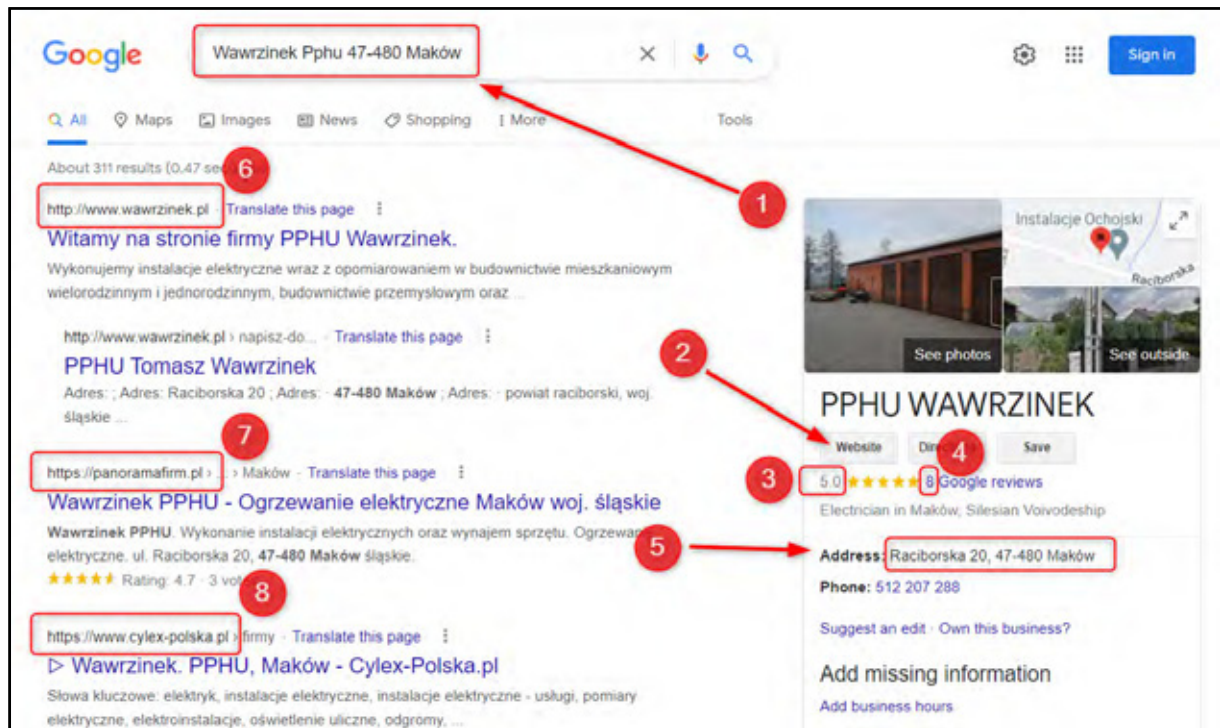 Google
Wawrzinek Pphu 47-480 Maków
Sign in
All
Maps
Images
News
Shopping
More
Tools
About 311 results (0.47
6
1
http://www.wawrzinek.pl · Translate this page
Witamy na stronie firmy PPHU Wawrzinek.
Wykonujemy instalacje elektryczne wraz z opomiarowaniem w budownictwie mieszkaniowym
wielorodzinnym i jednorodzinnym, budownictwie przemysłowym oraz ...
http://www.wawrzinek.pl › napisz-do... · Translate this page
PPHU Tomasz Wawrzinek
Adres: ; Adres: Raciborska 20 ; Adres: · 47-480 Maków ; Adres: · powiat raciborski, woj.
śląskie ...
7
https://panoramafirm.pl › ... › Maków · Translate this page
Wawrzinek PPHU - Ogrzewanie elektryczne Maków woj. śląskie
Wawrzinek PPHU. Wykonanie instalacji elektrycznych oraz wynajem sprzętu.
elektryczne. ul. Raciborska 20, 47-480 Maków śląskie.
Rating: 4.7 · 3
8
https://www.cylex-polska.pl › firmy · Translate this page
▷ Wawrzinek. PPHU, Maków - Cylex-Polska.pl
Słowa kluczowe: elektryk, instalacje elektryczne, instalacje elektryczne - usługi, pomiary
elektryczne, elektroinstalacje, oświetlenie uliczne, odgromy, ...
Instalacje Ochojski
Raciborska
See photos
See outside
2
PPHU WAWRZINEK
Website
Save
4
3
5.0 8 Google reviews
Electrician in Maków, Silesian Voivodeship
5
Address: Raciborska 20, 47-480 Maków
Phone: 512 207 288
Suggest an edit · Own this business?
Add missing information
Add business hours